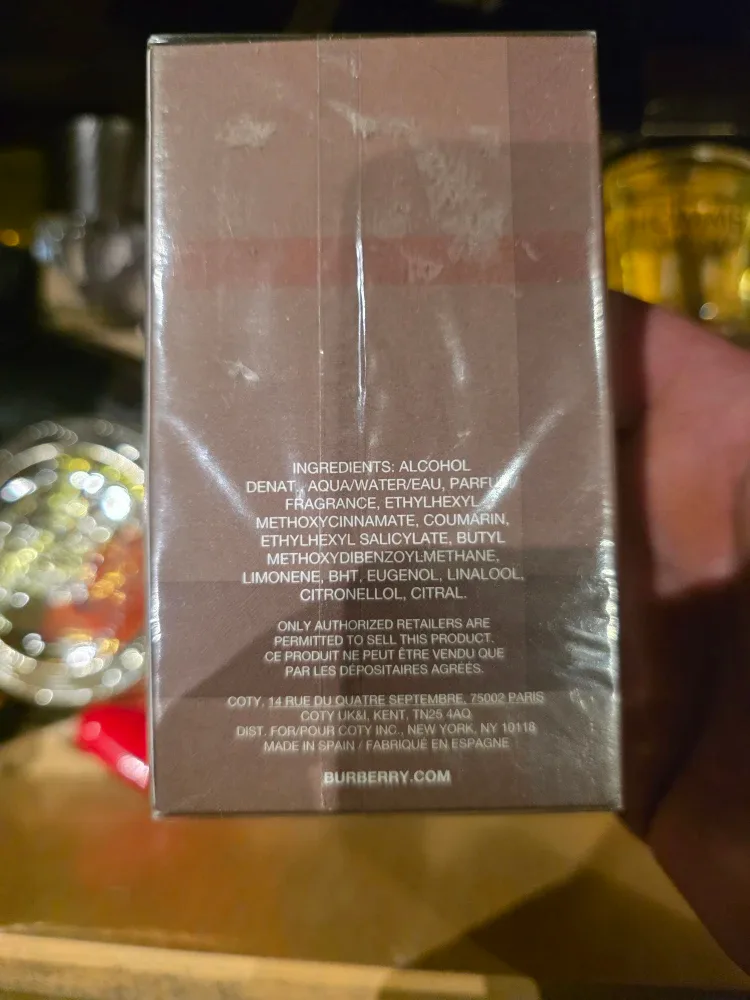 INGREDIENTS: ALCOHOL
DENAT., AQUA/WATER/EAU, PARFUM/
FRAGRANCE, ETHYLHEXYL
METHOXYCINNAMATE, COUMARIN,
ETHYLHEXYL SALICYLATE, BUTYL
METHOXYDIBENZOYLMETHANE,
LIMONENE, BHT, EUGENOL, LINALOOL,
CITRONELLOL, CITRAL.
ONLY AUTHORIZED RETAILERS ARE
PERMITTED TO SELL THIS PRODUCT.
CE PRODUIT NE PEUT ÊTRE VENDU QUE
PAR LES DÉPOSITAIRES AGRÉÉS.
COTY, 14 RUE DU QUATRE SEPTEMBRE, 75002 PARIS
COTY UK&I, KENT, TN25 4AQ
DIST. FOR/POUR COTY INC., NEW YORK, NY 10118
MADE IN SPAIN / FABRIQUÉ EN ESPAGNE
BURBERRY.COM